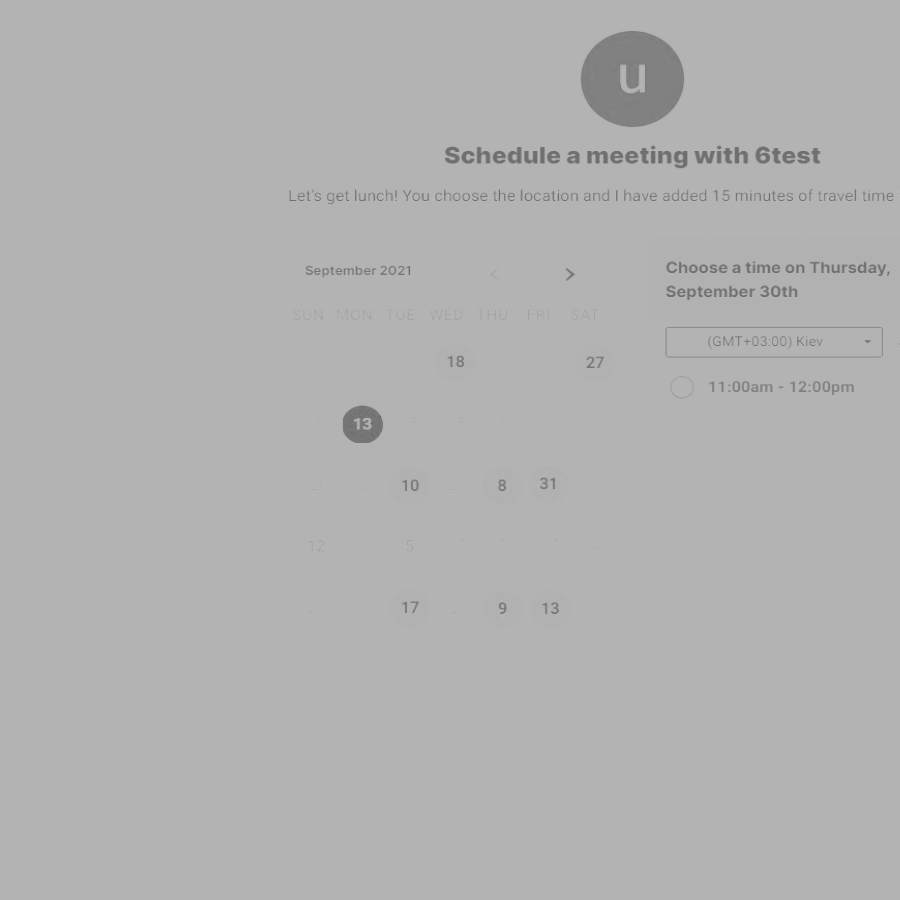 u
Schedule a meeting with 6test
Let's get lunch! You choose the location and I have added 15 minutes of travel time
September 2021
SUN MON TUE WED THU FRI SAT
18 27
13
10 8 31
12 5
17 9 13
Choose a time on Thursday,
September 30th
(GMT+03:00) Kiev
11:00am - 12:00pm